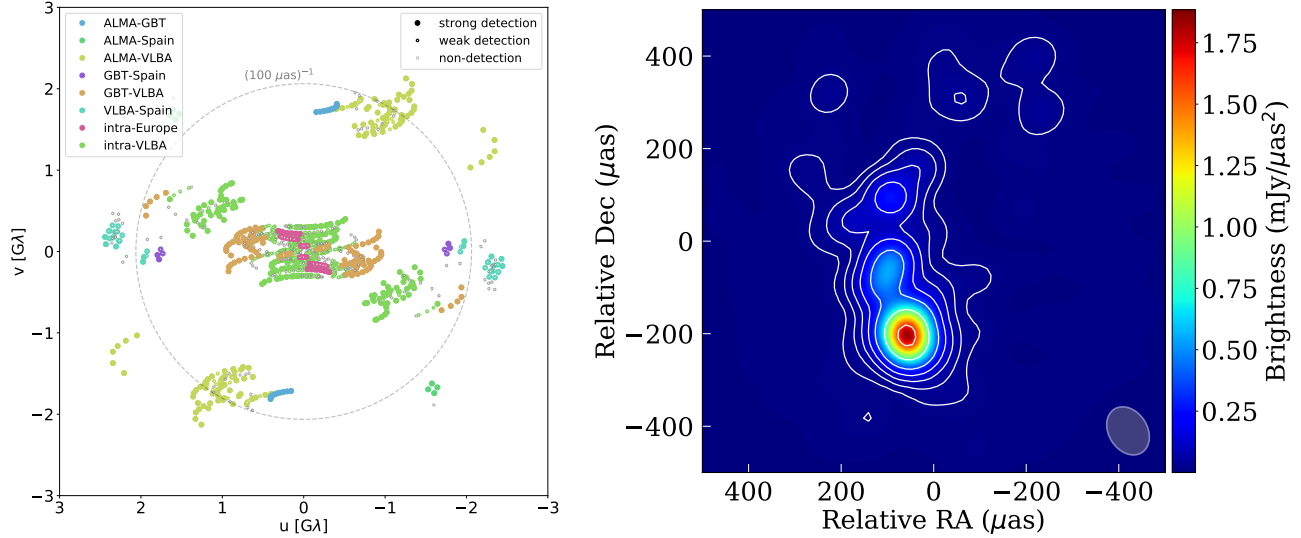 ALMA-GBT
ALMA-Spain
ALMA-VLBA
GBT-Spain
GBT-VLBA
VLBA-Spain
intra-Europe
intra-VLBA
strong detection
weak detection
non-detection
(100 μas)⁻¹
3
2
1
0
−1
−2
−3
v [Gλ]
3
2
1
0
−1
−2
−3
u [Gλ]
400
200
0
−200
−400
Relative Dec (μas)
400
200
0
−200
−400
Relative RA (μas)
1.75
1.50
1.25
1.00
0.75
0.50
0.25
Brightness (mJy/μas²)